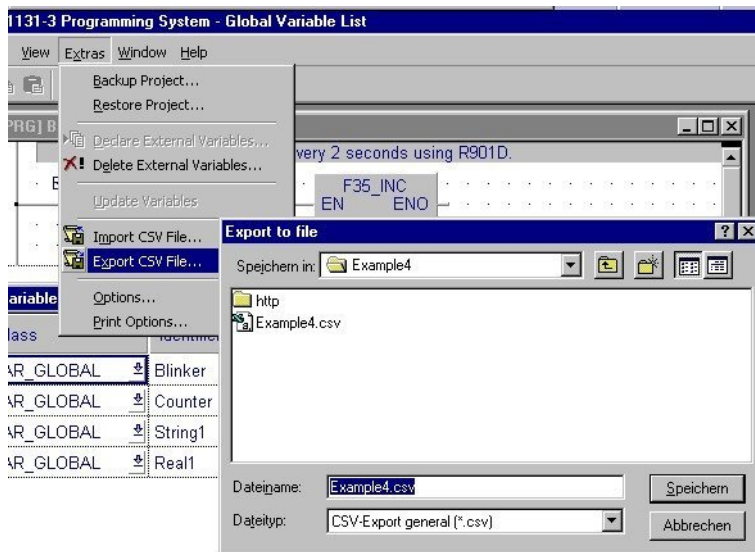 1131-3 Programming System - Global Variable List
View Extras Window Help
Backup Project...
Restore Project...
PRG] B
Declare External Variables...
Delete External Variables...
very 2 seconds using R901D.
F35_INC
EN ENO
Update Variables
Import CSV File...
Export CSV File...
Options...
Print Options...
Export to file
Speichern in: Example4
http
Example4.csv
ariable
lass
AR_GLOBAL Blinker
AR_GLOBAL Counter
AR_GLOBAL String1
AR_GLOBAL Real1
Dateiname: Example4.csv Speichern
Dateityp: CSV-Export general (*.csv) Abbrechen